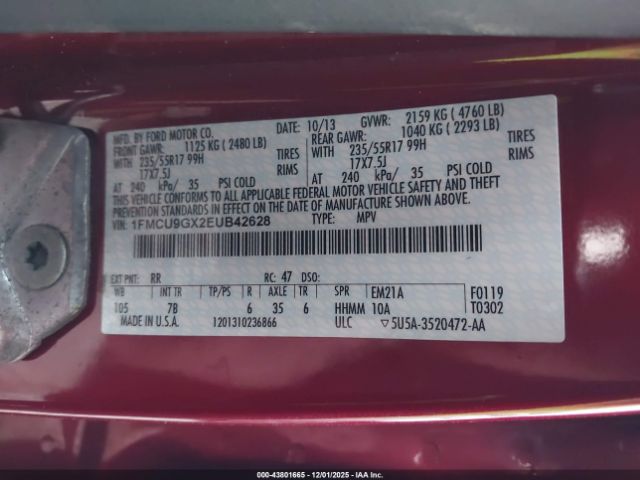 MFD. BY FORD MOTOR CO.
DATE: 10/13 GVWR: 2159 KG ( 4760 LB)
FRONT GAWR: 1125 KG ( 2480 LB) REAR GAWR: 1040 KG ( 2293 LB)
WITH 235/55R17 99H TIRES WITH 235/55R17 99H TIRES
17X7.5J RIMS 17X7.5J RIMS
AT 240 kPa/ 35 PSI COLD AT 240 kPa/ 35 PSI COLD
THIS VEHICLE CONFORMS TO ALL APPLICABLE FEDERAL MOTOR VEHICLE SAFETY AND THEFT
PREVENTION STANDARDS IN EFFECT ON THE DATE OF MANUFACTURE SHOWN ABOVE.
VIN: 1FMCU9GX2EUB42628 TYPE: MPV
EXT PNT: RR RC: 47 DSO:
WB INT TR TP/PS R AXLE TR SPR EM21A F0119
105 7B 6 35 6 HHMM 10A T0302
MADE IN U.S.A. 1201310236866 ULC ▽5U5A-3520472-AA
000-43801665 - 12/01/2025 - IAA Inc.